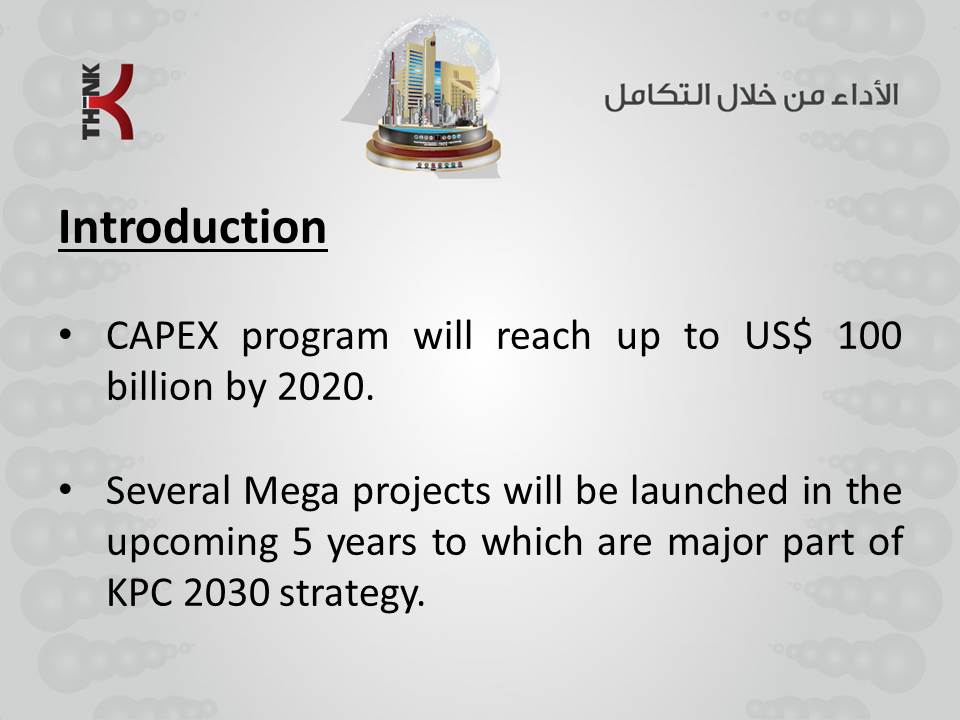 THINK
الأداء من خلال التكامل
Introduction
• CAPEX program will reach up to US$ 100
billion by 2020.
• Several Mega projects will be launched in the
upcoming 5 years to which are major part of
KPC 2030 strategy.